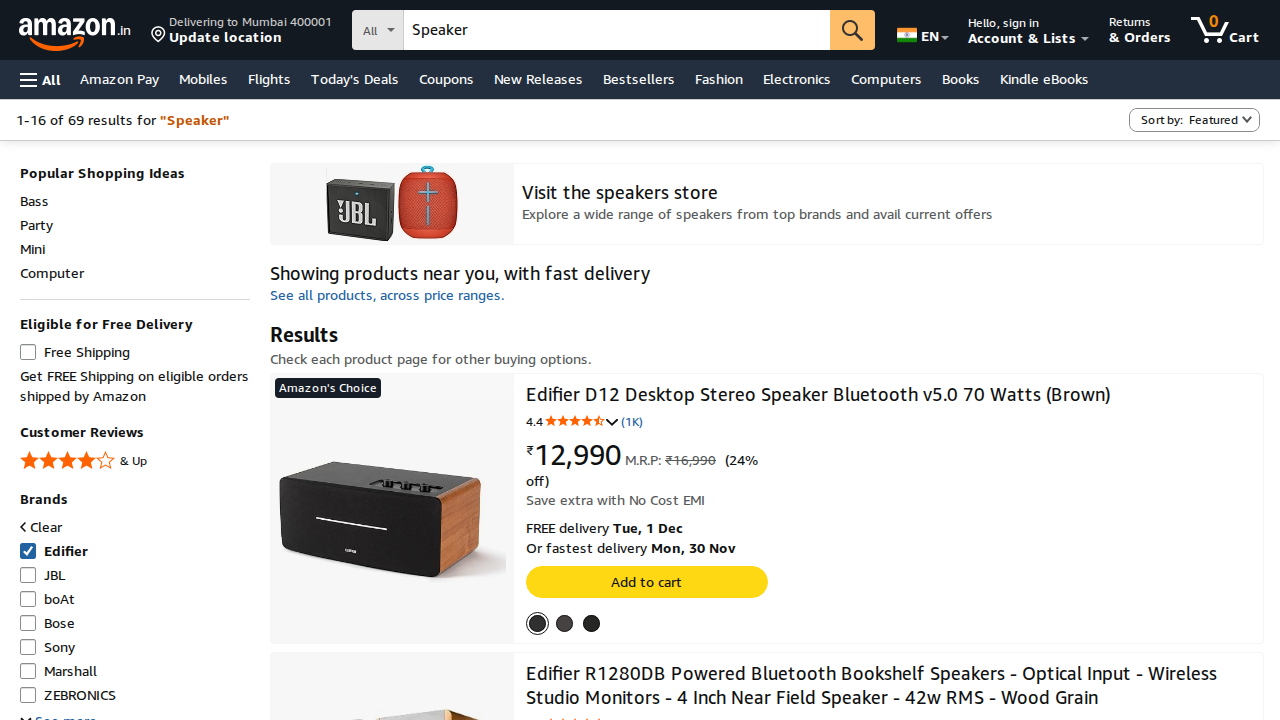 amazon.in
Delivering to Mumbai 400001
Update location
All
Speaker
EN
Hello, sign in
Account & Lists
Returns
& Orders
0
Cart
All
Amazon Pay
Mobiles
Flights
Today's Deals
Coupons
New Releases
Bestsellers
Fashion
Electronics
Computers
Books
Kindle eBooks
1-16 of 69 results for "Speaker"
Sort by: Featured
Popular Shopping Ideas
Bass
Party
Mini
Computer
Eligible for Free Delivery
Free Shipping
Get FREE Shipping on eligible orders
shipped by Amazon
Customer Reviews
& Up
Brands
Clear
Edifier
JBL
boAt
Bose
Sony
Marshall
ZEBRONICS
See more
JBL
Visit the speakers store
Explore a wide range of speakers from top brands and avail current offers
Showing products near you, with fast delivery
See all products, across price ranges.
Results
Check each product page for other buying options.
Amazon's Choice
Edifier D12 Desktop Stereo Speaker Bluetooth v5.0 70 Watts (Brown)
4.4 (1K)
₹12,990 M.R.P: ₹16,990 (24%
off)
Save extra with No Cost EMI
FREE delivery Tue, 1 Dec
Or fastest delivery Mon, 30 Nov
Add to cart
Edifier R1280DB Powered Bluetooth Bookshelf Speakers - Optical Input - Wireless
Studio Monitors - 4 Inch Near Field Speaker - 42w RMS - Wood Grain